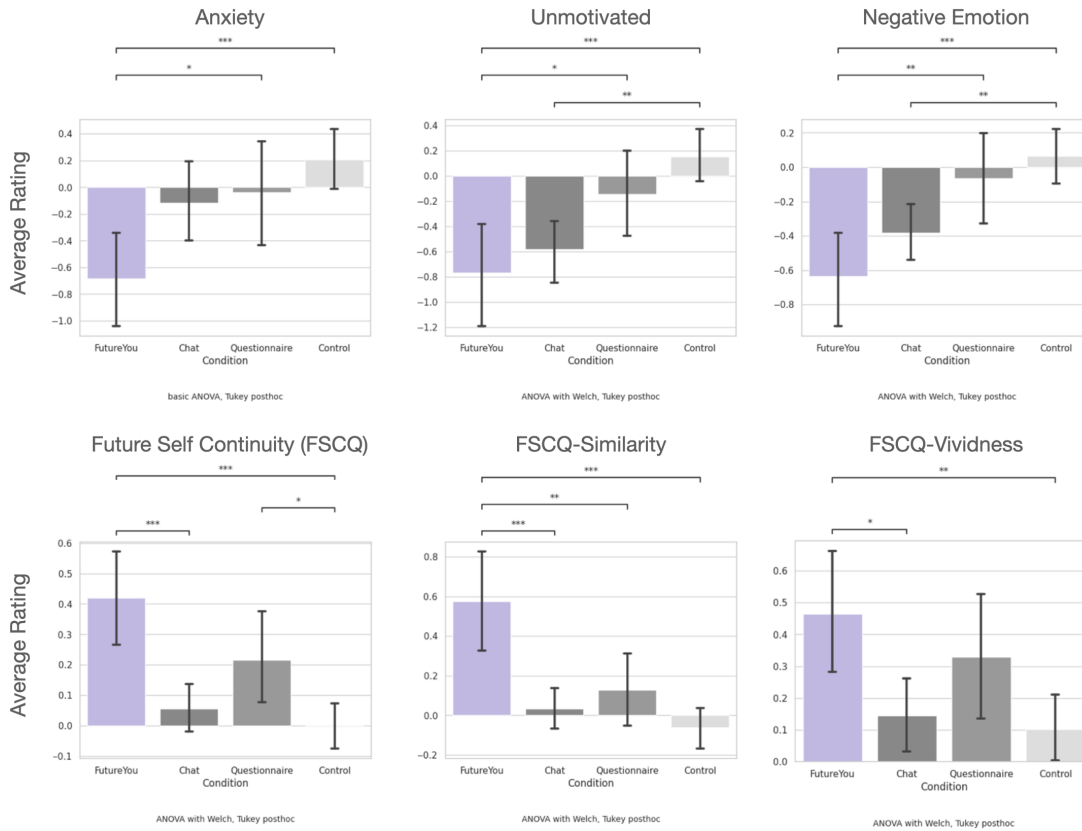 Anxiety
***
*
Average Rating
0.4
0.2
0.0
−0.2
−0.4
−0.6
−0.8
−1.0
FutureYou Chat Questionnaire Control
Condition
basic ANOVA, Tukey posthoc
Unmotivated
***
*
**
0.4
0.2
0.0
−0.2
−0.4
−0.6
−0.8
−1.0
−1.2
FutureYou Chat Questionnaire Control
Condition
ANOVA with Welch, Tukey posthoc
Negative Emotion
***
**
**
0.2
0.0
−0.2
−0.4
−0.6
−0.8
FutureYou Chat Questionnaire Control
Condition
ANOVA with Welch, Tukey posthoc
Future Self Continuity (FSCQ)
***
*
***
Average Rating
0.6
0.5
0.4
0.3
0.2
0.1
0.0
−0.1
FutureYou Chat Questionnaire Control
Condition
ANOVA with Welch, Tukey posthoc
FSCQ-Similarity
***
**
***
0.8
0.6
0.4
0.2
0.0
−0.2
FutureYou Chat Questionnaire Control
Condition
ANOVA with Welch, Tukey posthoc
FSCQ-Vividness
**
*
0.6
0.5
0.4
0.3
0.2
0.1
0.0
FutureYou Chat Questionnaire Control
Condition
ANOVA with Welch, Tukey posthoc